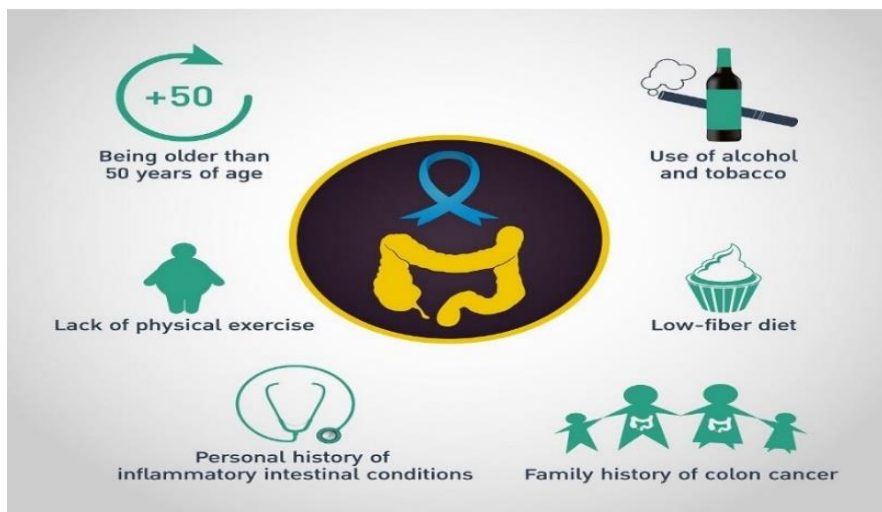 +50
Being older than
50 years of age
Use of alcohol
and tobacco
Lack of physical exercise
Low-fiber diet
Personal history of
inflammatory intestinal conditions
Family history of colon cancer